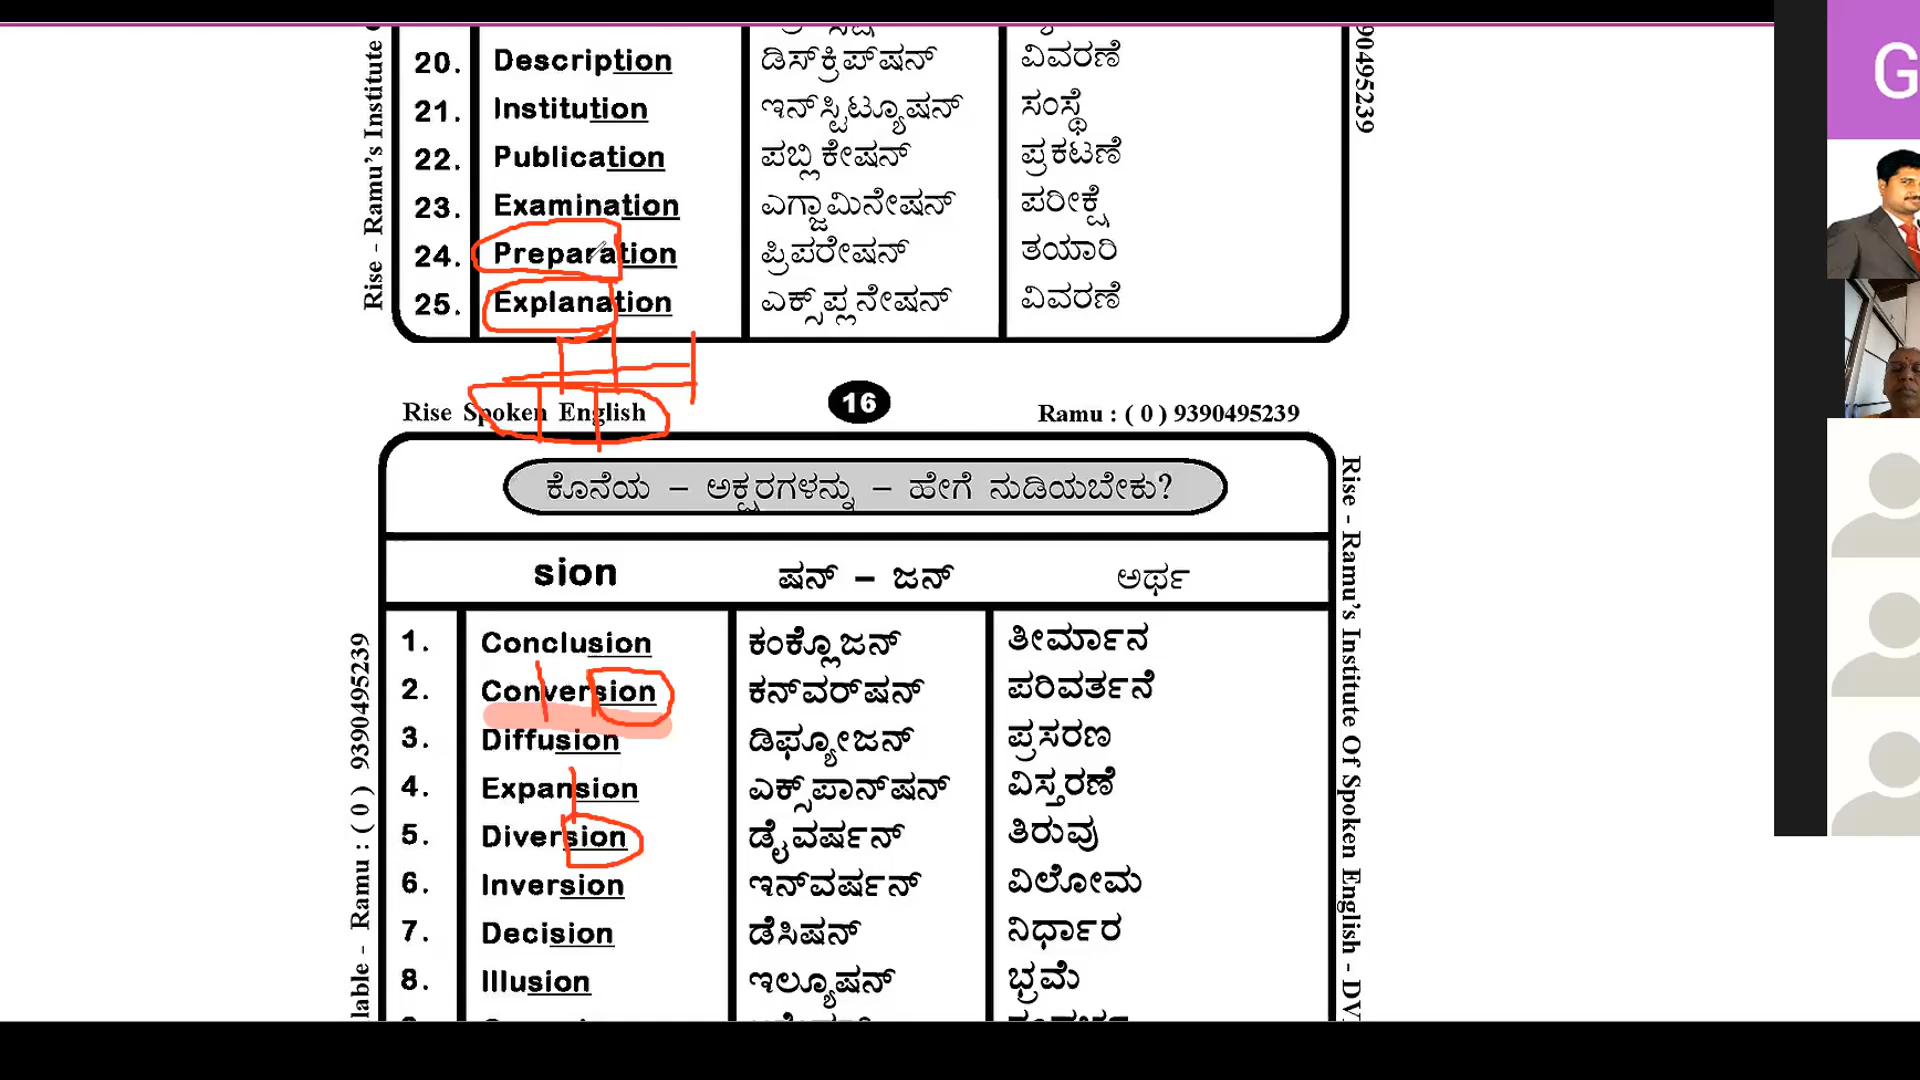 20. Description ಡಿಸ್‌ಕ್ರಿಪ್‌ಷನ್ ವಿವರಣೆ
21. Institution ಇನ್‌ಸ್ಟಿಟ್ಯೂಷನ್ ಸಂಸ್ಥೆ
22. Publication ಪಬ್ಲಿಕೇಷನ್ ಪ್ರಕಟಣೆ
23. Examination ಎಗ್ಜಾಮಿನೇಷನ್ ಪರೀಕ್ಷೆ
24. Preparation ಪ್ರಿಪರೇಷನ್ ತಯಾರಿ
25. Explanation ಎಕ್ಸ್‌ಪ್ಲನೇಷನ್ ವಿವರಣೆ
Rise - Ramu's Institute
90495239
G
Rise Spoken English 16 Ramu : ( 0 ) 9390495239
ಕೊನೆಯ – ಅಕ್ಷರಗಳನ್ನು – ಹೇಗೆ ನುಡಿಯಬೇಕು?
sion ಷನ್ – ಜನ್ ಅರ್ಥ
1. Conclusion ಕಂಕ್ಲೊಜನ್ ತೀರ್ಮಾನ
2. Conversion ಕನ್‌ವರ್‌ಷನ್ ಪರಿವರ್ತನೆ
3. Diffusion ಡಿಫ್ಯೋಜನ್ ಪ್ರಸರಣ
4. Expansion ಎಕ್ಸ್‌ಪಾನ್‌ಷನ್ ವಿಸ್ತರಣೆ
5. Diversion ಡೈವರ್ಷನ್ ತಿರುವು
6. Inversion ಇನ್‌ವರ್ಷನ್ ವಿಲೋಮ
7. Decision ಡೆಸಿಷನ್ ನಿರ್ಧಾರ
8. Illusion ಇಲ್ಯೂಷನ್ ಭ್ರಮೆ
lable - Ramu : ( 0 ) 9390495239
Rise - Ramu's Institute Of Spoken English - DV